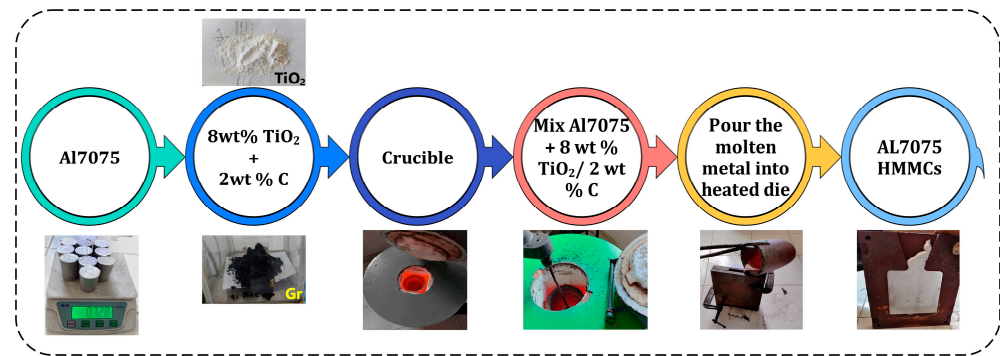 TiO₂
Al7075
8wt% TiO₂
+
2wt % C
Crucible
Mix Al7075
+ 8 wt %
TiO₂/ 2 wt
% C
Pour the
molten
metal into
heated die
AL7075
HMMCs
Gr